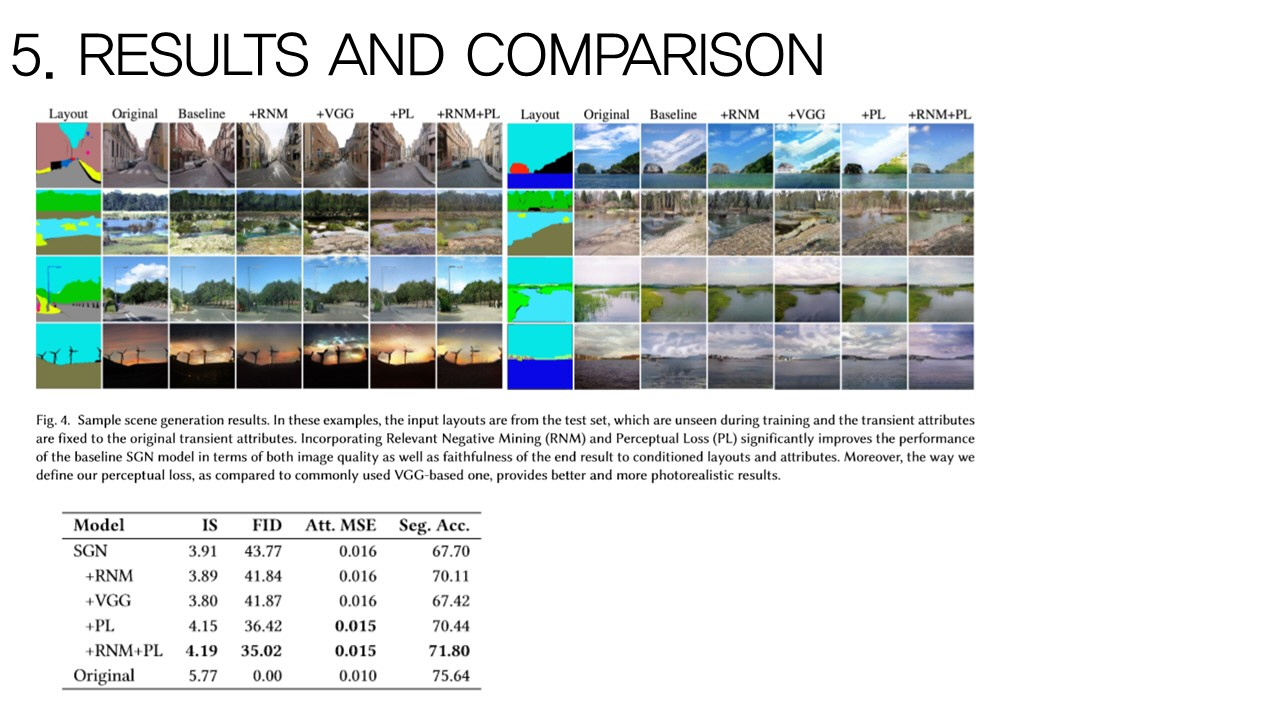 5. RESULTS AND COMPARISON
Layout Original Baseline +RNM +VGG +PL +RNM+PL Layout Original Baseline +RNM +VGG +PL +RNM+PL
Fig. 4. Sample scene generation results. In these examples, the input layouts are from the test set, which are unseen during training and the transient attributes
are fixed to the original transient attributes. Incorporating Relevant Negative Mining (RNM) and Perceptual Loss (PL) significantly improves the performance
of the baseline SGN model in terms of both image quality as well as faithfulness of the end result to conditioned layouts and attributes. Moreover, the way we
define our perceptual loss, as compared to commonly used VGG-based one, provides better and more photorealistic results.
Model IS FID Att. MSE Seg. Acc.
SGN 3.91 43.77 0.016 67.70
+RNM 3.89 41.84 0.016 70.11
+VGG 3.80 41.87 0.016 67.42
+PL 4.15 36.42 0.015 70.44
+RNM+PL 4.19 35.02 0.015 71.80
Original 5.77 0.00 0.010 75.64